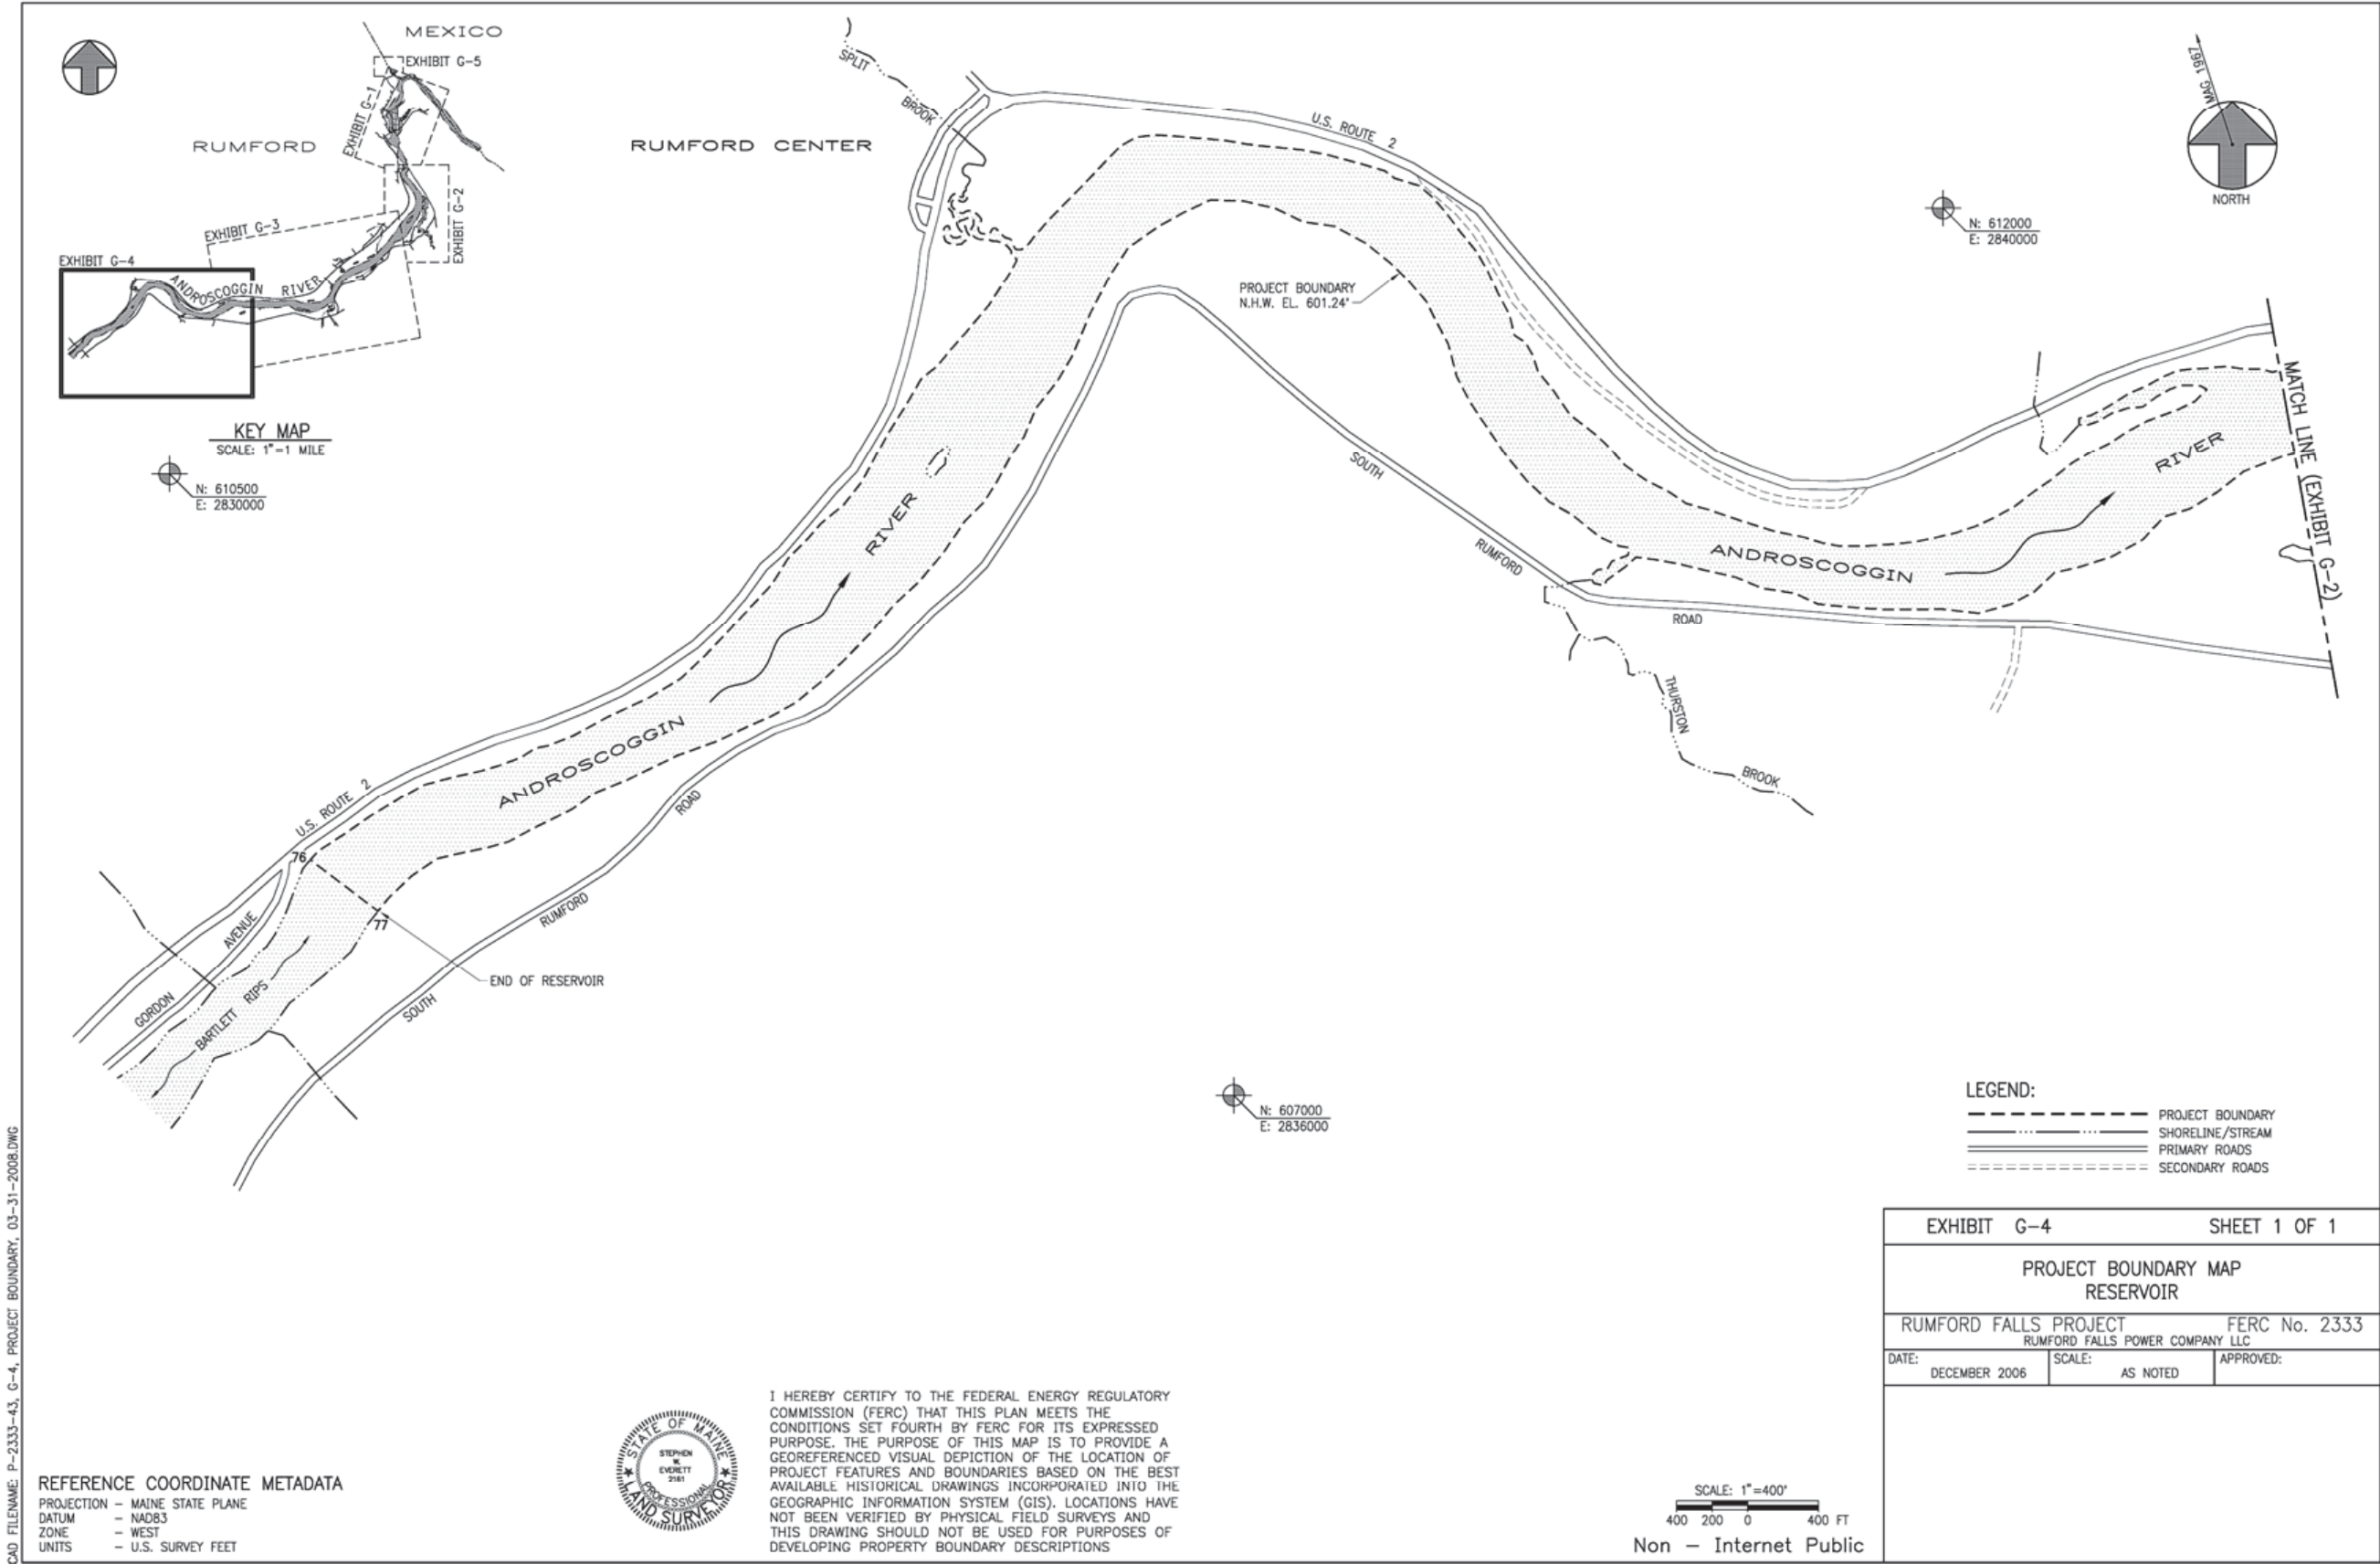 MEXICO
EXHIBIT G-5
EXHIBIT G-1
RUMFORD
EXHIBIT G-2
EXHIBIT G-3
EXHIBIT G-4
ANDROSCOGGIN RIVER
KEY MAP
SCALE: 1"=1 MILE
N: 610500
E: 2830000
RUMFORD CENTER
SPLIT
BROOK
U.S. ROUTE 2
MAG 1967
NORTH
N: 612000
E: 2840000
PROJECT BOUNDARY
N.H.W. EL. 601.24'
MATCH LINE (EXHIBIT G-2)
RIVER
ANDROSCOGGIN
SOUTH
RUMFORD
ROAD
THURSTON
BROOK
RIVER
ANDROSCOGGIN
U.S. ROUTE 2
76
77
AVENUE
GORDON
BARTLETT RIPS
END OF RESERVOIR
ROAD
RUMFORD
SOUTH
N: 607000
E: 2836000
LEGEND:
PROJECT BOUNDARY
SHORELINE/STREAM
PRIMARY ROADS
SECONDARY ROADS
EXHIBIT G-4 SHEET 1 OF 1
PROJECT BOUNDARY MAP
RESERVOIR
RUMFORD FALLS PROJECT FERC No. 2333
RUMFORD FALLS POWER COMPANY LLC
DATE: SCALE: APPROVED:
DECEMBER 2006 AS NOTED
I HEREBY CERTIFY TO THE FEDERAL ENERGY REGULATORY
COMMISSION (FERC) THAT THIS PLAN MEETS THE
CONDITIONS SET FOURTH BY FERC FOR ITS EXPRESSED
PURPOSE. THE PURPOSE OF THIS MAP IS TO PROVIDE A
GEOREFERENCED VISUAL DEPICTION OF THE LOCATION OF
PROJECT FEATURES AND BOUNDARIES BASED ON THE BEST
AVAILABLE HISTORICAL DRAWINGS INCORPORATED INTO THE
GEOGRAPHIC INFORMATION SYSTEM (GIS). LOCATIONS HAVE
NOT BEEN VERIFIED BY PHYSICAL FIELD SURVEYS AND
THIS DRAWING SHOULD NOT BE USED FOR PURPOSES OF
DEVELOPING PROPERTY BOUNDARY DESCRIPTIONS
STATE OF MAINE
STEPHEN
W.
EVERETT
2161
PROFESSIONAL
LAND SURVEYOR
SCALE: 1"=400'
400 200 0 400 FT
Non - Internet Public
REFERENCE COORDINATE METADATA
PROJECTION - MAINE STATE PLANE
DATUM - NAD83
ZONE - WEST
UNITS - U.S. SURVEY FEET
CAD FILENAME: P-2333-43, G-4, PROJECT BOUNDARY, 03-31-2008.DWG